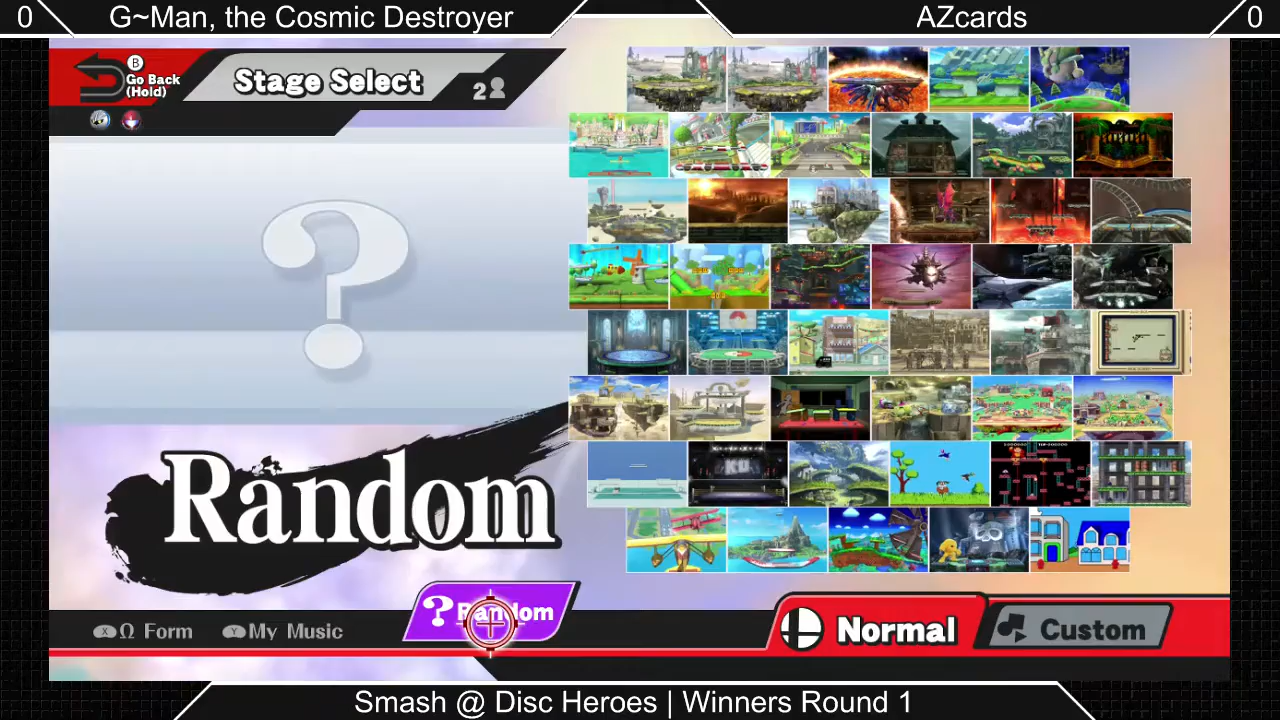 0
G~Man, the Cosmic Destroyer
AZcards
0
B
Go Back
(Hold)
Stage Select
2
KO
?
Random
? Random
X Ω Form
Y My Music
Normal
Custom
Smash @ Disc Heroes | Winners Round 1